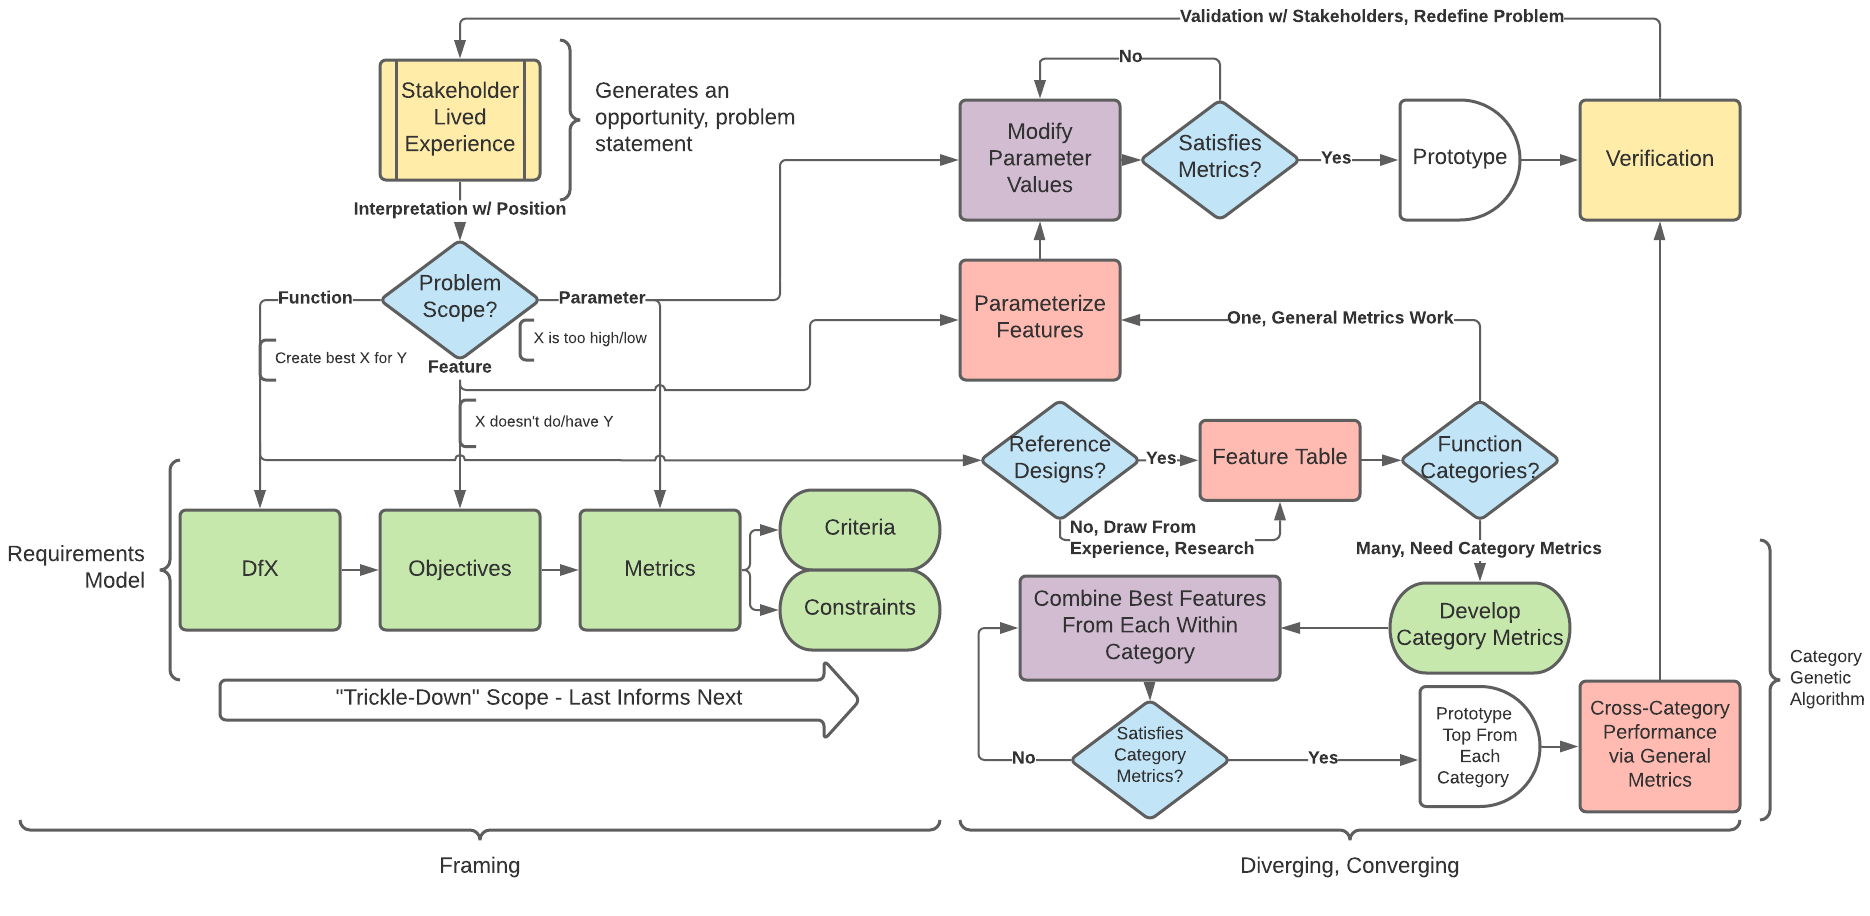 Validation w/ Stakeholders, Redefine Problem
Stakeholder
Lived
Experience
Generates an
opportunity, problem
statement
Interpretation w/ Position
Problem
Scope?
Function
Parameter
Feature
Create best X for Y
X is too high/low
X doesn't do/have Y
Requirements
Model
DfX
Objectives
Metrics
Criteria
Constraints
"Trickle-Down" Scope - Last Informs Next
Framing
No
Modify
Parameter
Values
Satisfies
Metrics?
Yes
Prototype
Verification
Parameterize
Features
One, General Metrics Work
Reference
Designs?
Yes
Feature Table
Function
Categories?
No, Draw From
Experience, Research
Many, Need Category Metrics
Combine Best Features
From Each Within
Category
Develop
Category Metrics
Satisfies
Category
Metrics?
No
Yes
Prototype
Top From
Each
Category
Cross-Category
Performance
via General
Metrics
Category
Genetic
Algorithm
Diverging, Converging